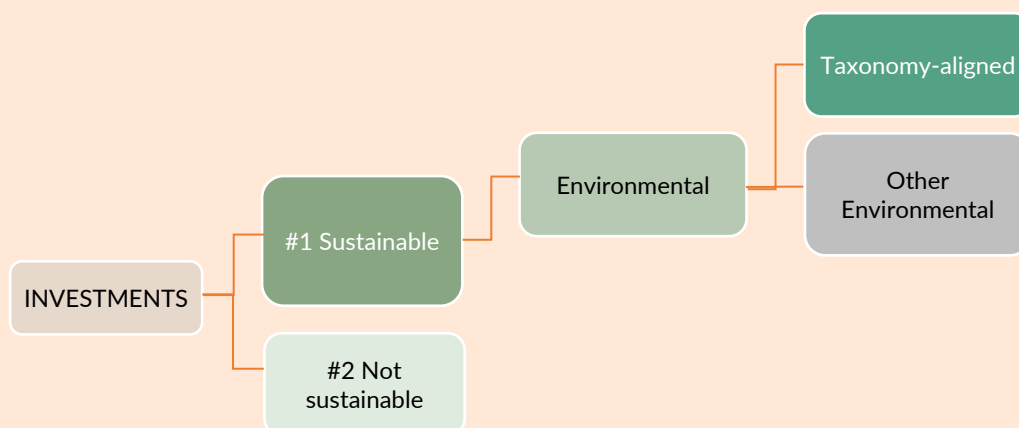 Taxonomy-aligned
Environmental
Other
Environmental
#1 Sustainable
INVESTMENTS
#2 Not
sustainable